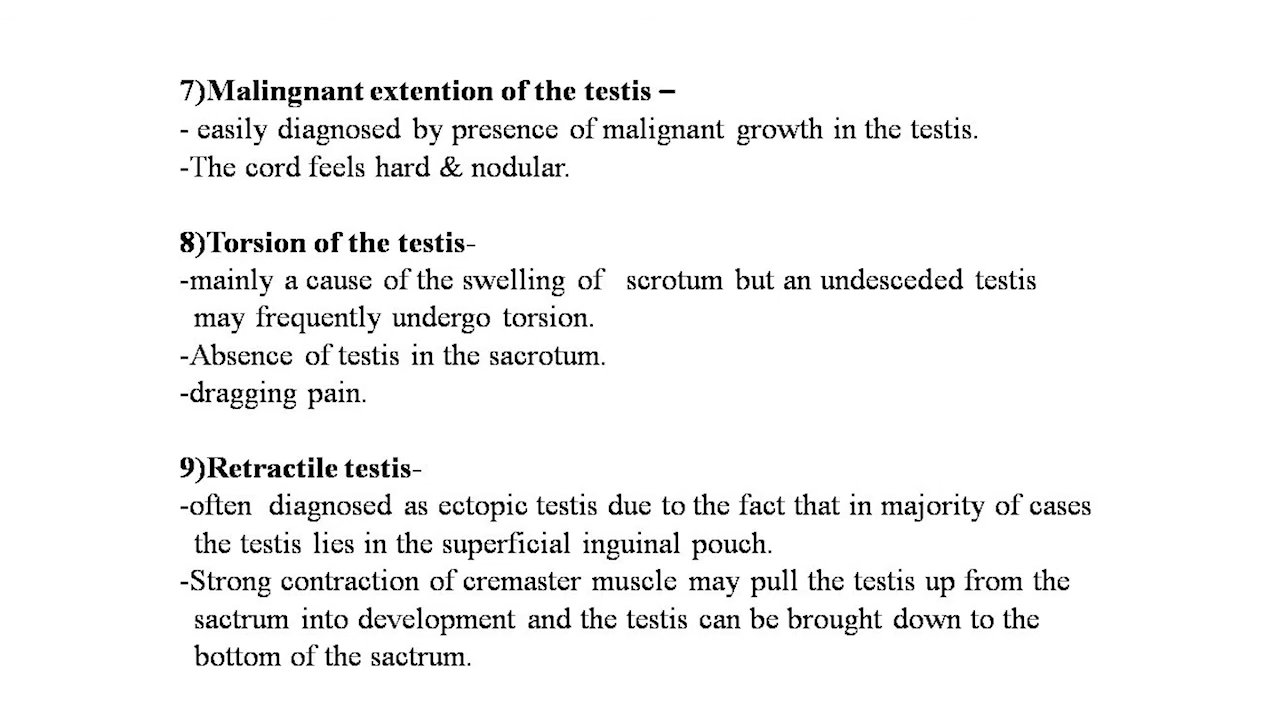 7)Malingnant extention of the testis –
- easily diagnosed by presence of malignant growth in the testis.
-The cord feels hard & nodular.
8)Torsion of the testis-
-mainly a cause of the swelling of scrotum but an undesceded testis
may frequently undergo torsion.
-Absence of testis in the sacrotum.
-dragging pain.
9)Retractile testis-
-often diagnosed as ectopic testis due to the fact that in majority of cases
the testis lies in the superficial inguinal pouch.
-Strong contraction of cremaster muscle may pull the testis up from the
sactrum into development and the testis can be brought down to the
bottom of the sactrum.